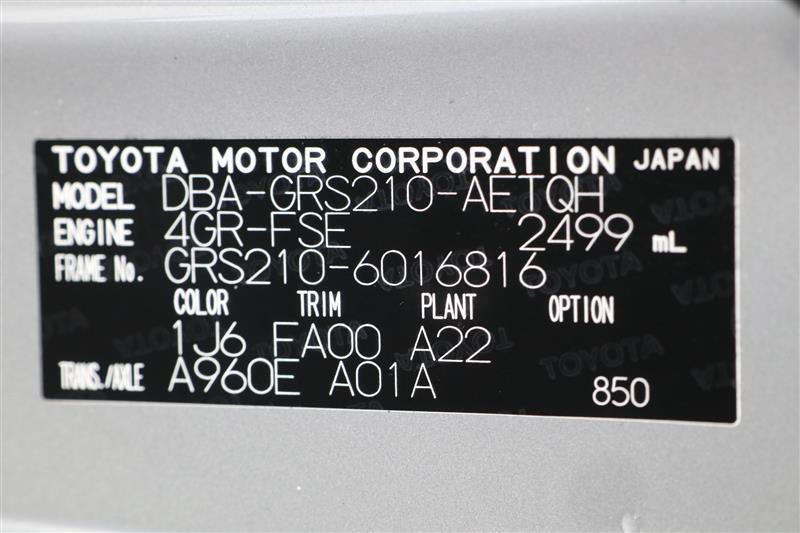 TOYOTA MOTOR CORPORATION JAPAN
MODEL DBA-GRS210-AETQH
ENGINE 4GR-FSE 2499 mL
FRAME No. GRS210-6016816
COLOR TRIM PLANT OPTION
1J6 FA00 A22
TRANS./AXLE A960E A01A 850